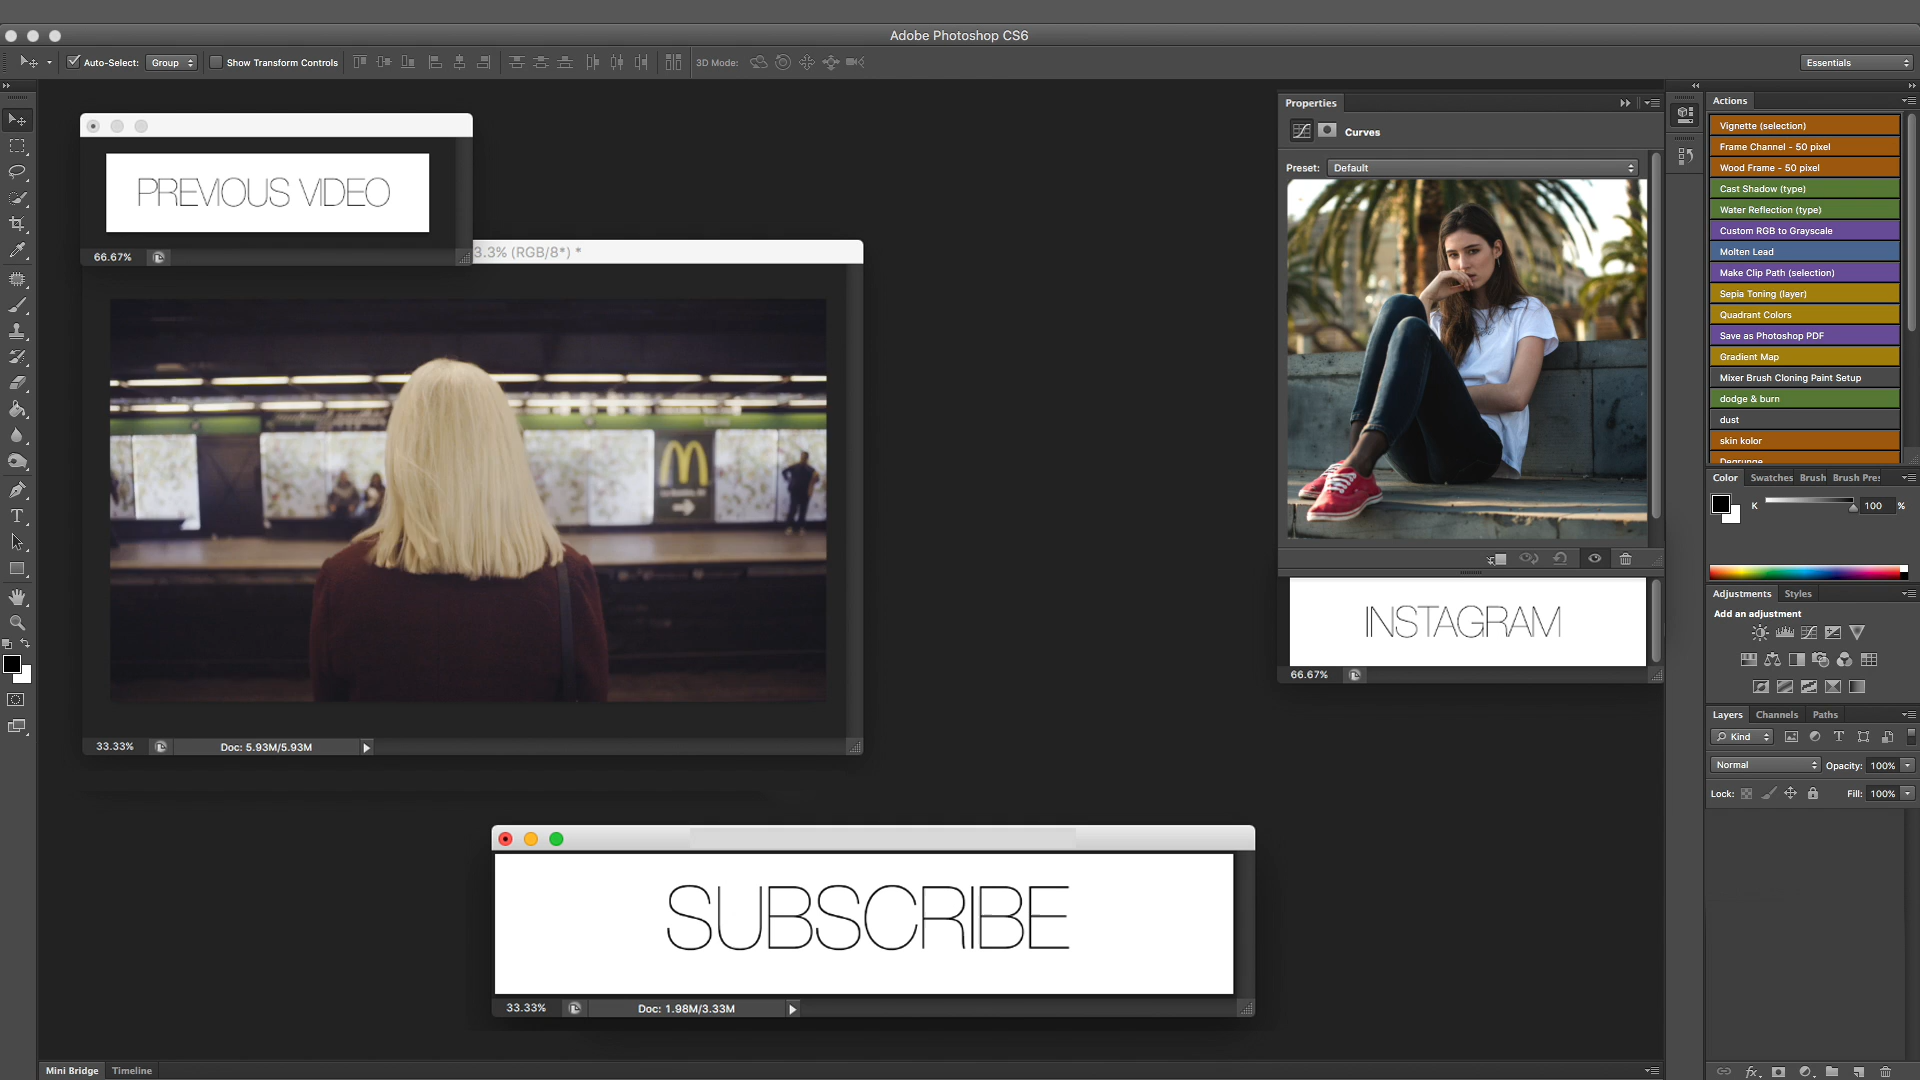 Adobe Photoshop CS6
Auto-Select: Group Show Transform Controls 3D Mode: Essentials
PREVIOUS VIDEO
66.67%
3.3% (RGB/8*) *
M
33.33% Doc: 5.93M/5.93M
SUBSCRIBE
33.33% Doc: 1.98M/3.33M
Properties
Curves
Preset: Default
INSTAGRAM
66.67%
Actions
Vignette (selection)
Frame Channel - 50 pixel
Wood Frame - 50 pixel
Cast Shadow (type)
Water Reflection (type)
Custom RGB to Grayscale
Molten Lead
Make Clip Path (selection)
Sepia Toning (layer)
Quadrant Colors
Save as Photoshop PDF
Gradient Map
Mixer Brush Cloning Paint Setup
dodge & burn
dust
skin kolor
Degrunge
Color Swatches Brush Brush Pres
K 100 %
Adjustments Styles
Add an adjustment
Layers Channels Paths
Kind
Normal Opacity: 100%
Lock: Fill: 100%
Mini Bridge Timeline